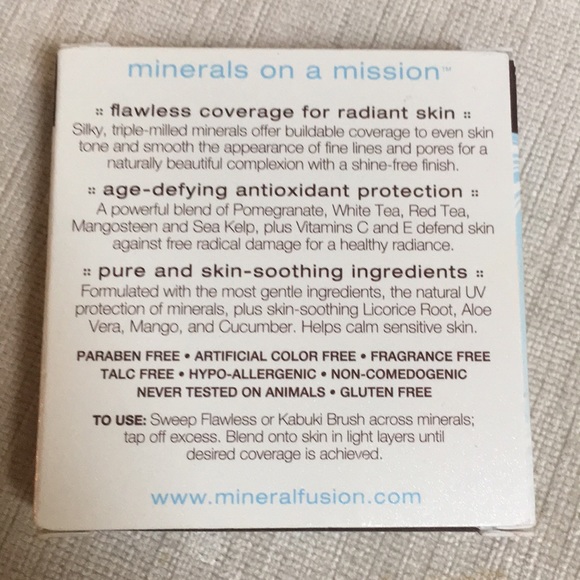 minerals on a mission™
:: flawless coverage for radiant skin ::
Silky, triple-milled minerals offer buildable coverage to even skin
tone and smooth the appearance of fine lines and pores for a
naturally beautiful complexion with a shine-free finish.
:: age-defying antioxidant protection ::
A powerful blend of Pomegranate, White Tea, Red Tea,
Mangosteen and Sea Kelp, plus Vitamins C and E defend skin
against free radical damage for a healthy radiance.
:: pure and skin-soothing ingredients ::
Formulated with the most gentle ingredients, the natural UV
protection of minerals, plus skin-soothing Licorice Root, Aloe
Vera, Mango, and Cucumber. Helps calm sensitive skin.
PARABEN FREE • ARTIFICIAL COLOR FREE • FRAGRANCE FREE
TALC FREE • HYPO-ALLERGENIC • NON-COMEDOGENIC
NEVER TESTED ON ANIMALS • GLUTEN FREE
TO USE: Sweep Flawless or Kabuki Brush across minerals;
tap off excess. Blend onto skin in light layers until
desired coverage is achieved.
www.mineralfusion.com